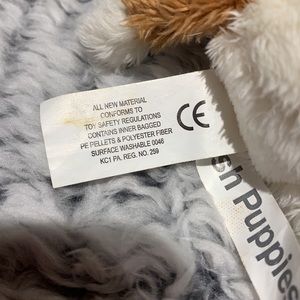 ALL NEW MATERIAL
CONFORMS TO
TOY SAFETY REGULATIONS
CONTAINS INNER BAGGED
PE PELLETS & POLYESTER FIBER
SURFACE WASHABLE 0046
KC1 PA. REG. NO. 259
CE
sh Puppies